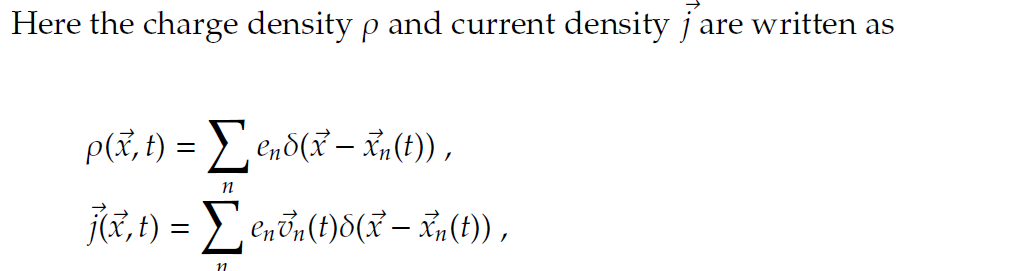 Here the charge density ρ and current density j⃗ are written as
ρ(x⃗, t) = ∑ₙ eₙδ(x⃗ − x⃗ₙ(t)) ,
j⃗(x⃗, t) = ∑ₙ eₙv⃗ₙ(t)δ(x⃗ − x⃗ₙ(t)) ,